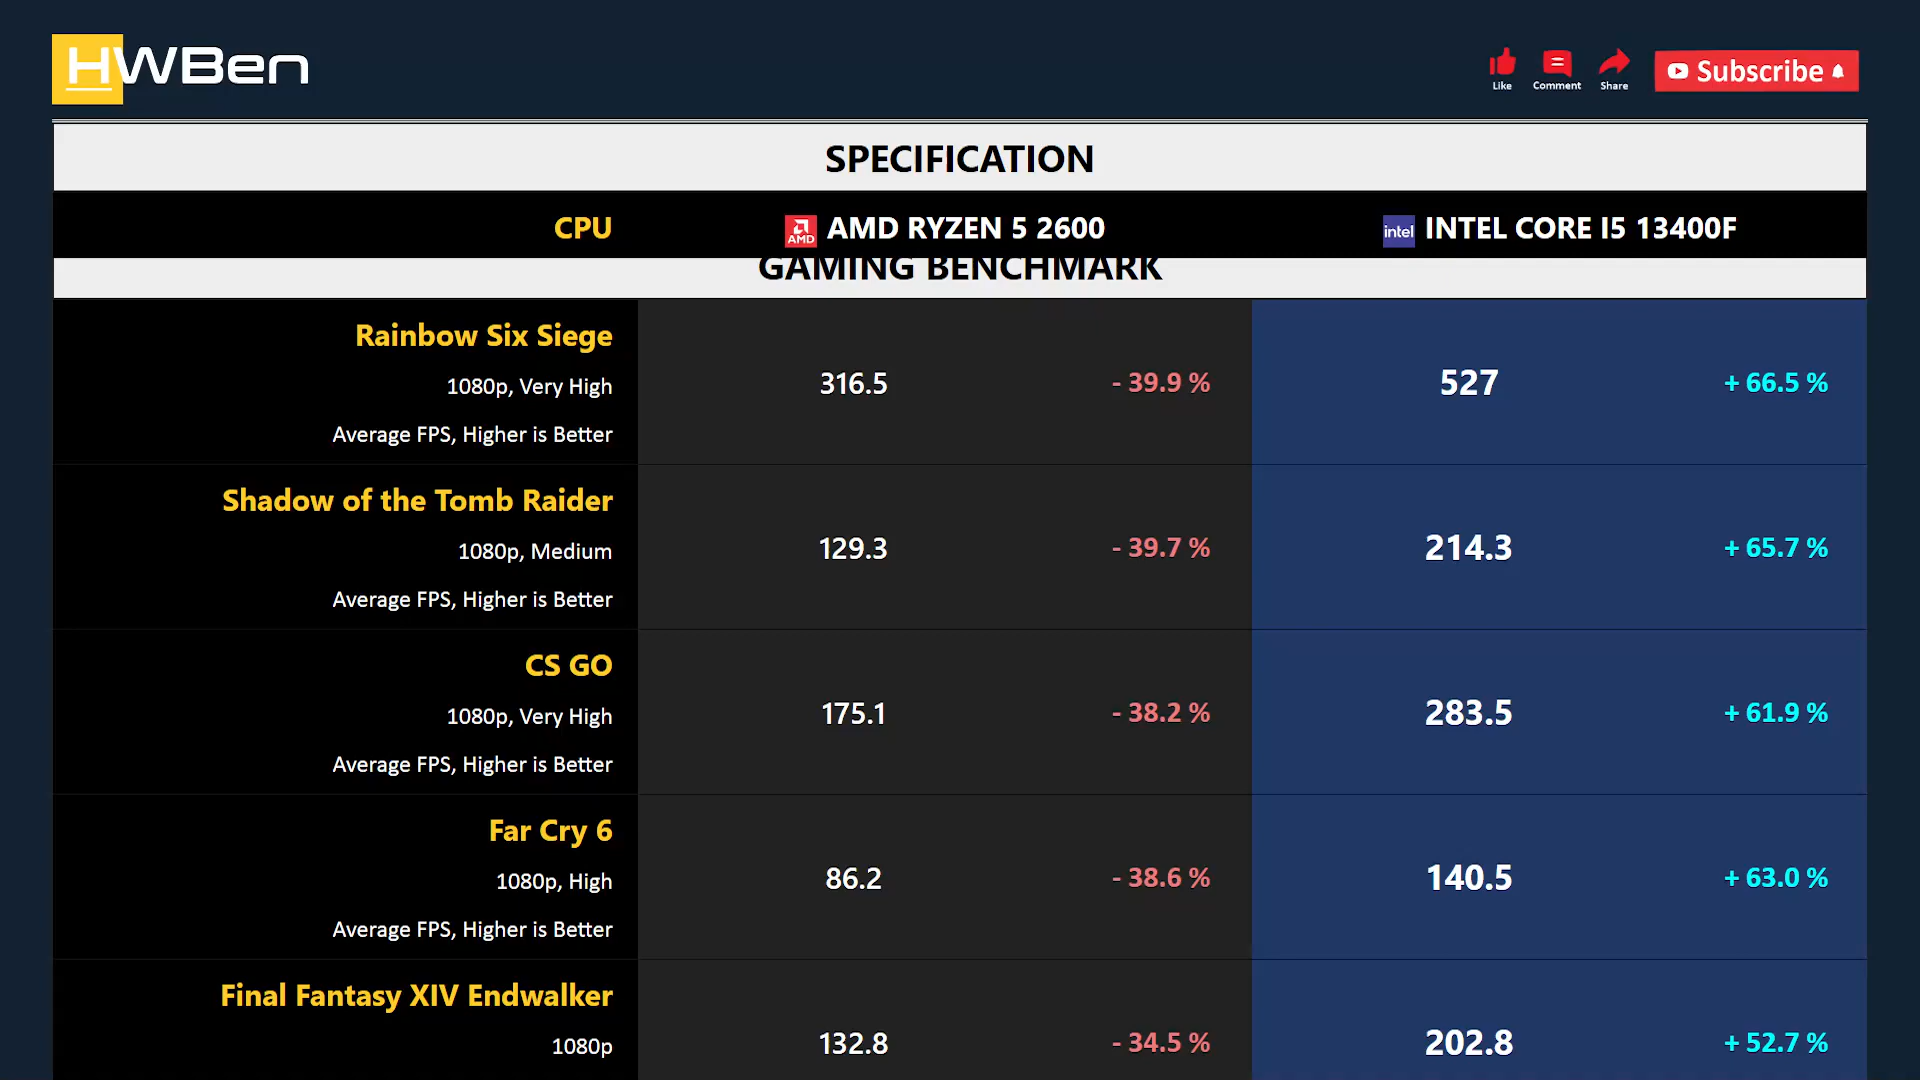 HWBen
Like Comment Share Subscribe
SPECIFICATION
CPU AMD AMD RYZEN 5 2600 intel INTEL CORE I5 13400F
GAMING BENCHMARK
Rainbow Six Siege
1080p, Very High 316.5 - 39.9 % 527 + 66.5 %
Average FPS, Higher is Better
Shadow of the Tomb Raider
1080p, Medium 129.3 - 39.7 % 214.3 + 65.7 %
Average FPS, Higher is Better
CS GO
1080p, Very High 175.1 - 38.2 % 283.5 + 61.9 %
Average FPS, Higher is Better
Far Cry 6
1080p, High 86.2 - 38.6 % 140.5 + 63.0 %
Average FPS, Higher is Better
Final Fantasy XIV Endwalker
1080p 132.8 - 34.5 % 202.8 + 52.7 %